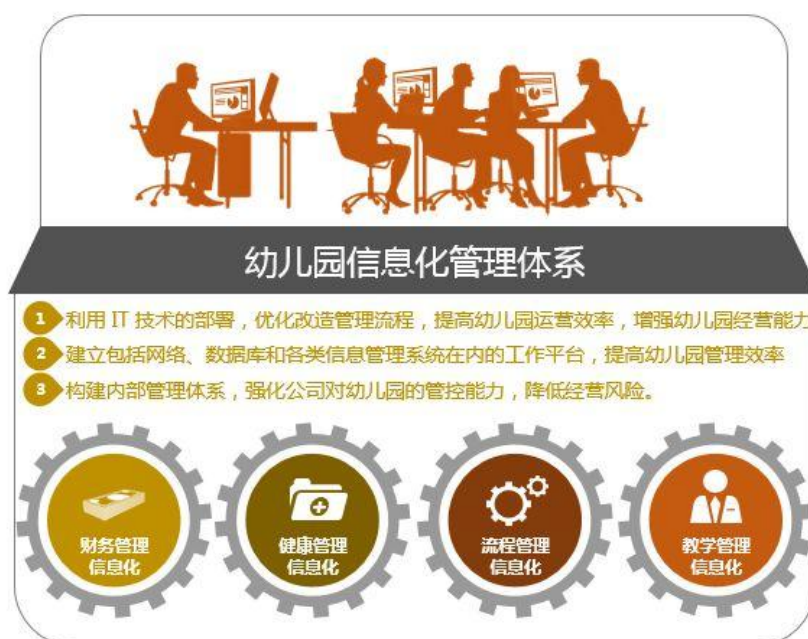 幼儿园信息化管理体系
1 利用 IT 技术的部署，优化改造管理流程，提高幼儿园运营效率，增强幼儿园经营能力
2 建立包括网络、数据库和各类信息管理系统在内的工作平台，提高幼儿园管理效率
3 构建内部管理体系，强化公司对幼儿园的管控能力，降低经营风险。
财务管理
信息化
健康管理
信息化
流程管理
信息化
教学管理
信息化